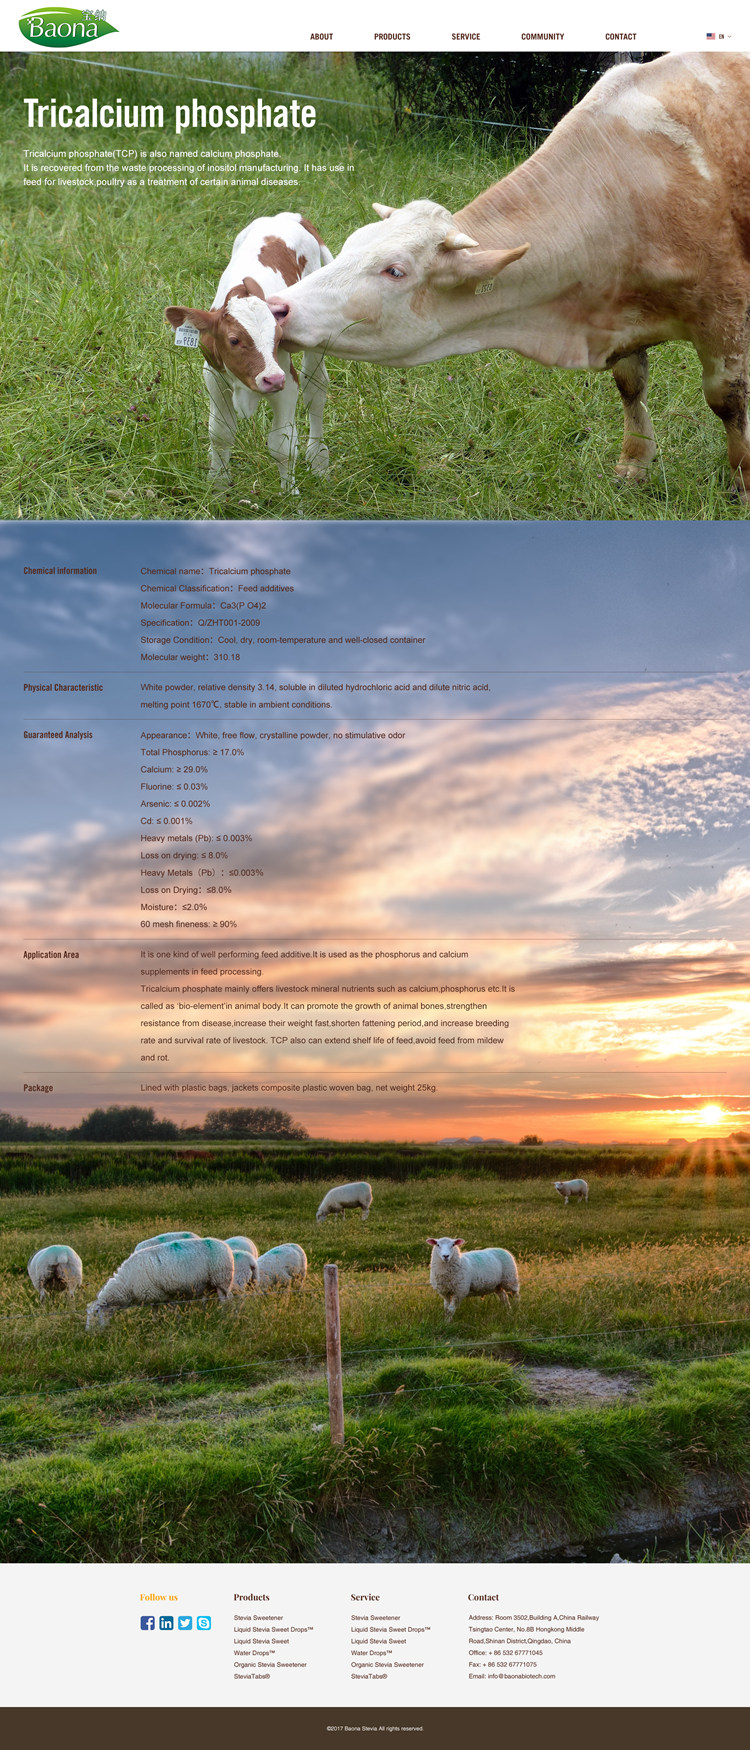 宝纳
Baona
ABOUT PRODUCTS SERVICE COMMUNITY CONTACT EN
Tricalcium phosphate
Tricalcium phosphate(TCP) is also named calcium phosphate.
It is recovered from the waste processing of inositol manufacturing. It has use in
feed for livestock,poultry as a treatment of certain animal diseases.
Chemical information
Chemical name：Tricalcium phosphate
Chemical Classification：Feed additives
Molecular Formula：Ca3(P O4)2
Specification：Q/ZHT001-2009
Storage Condition：Cool, dry, room-temperature and well-closed container
Molecular weight：310.18
Physical Characteristic
White powder, relative density 3.14, soluble in diluted hydrochloric acid and dilute nitric acid,
melting point 1670℃, stable in ambient conditions.
Guaranteed Analysis
Appearance：White, free flow, crystalline powder, no stimulative odor
Total Phosphorus: ≥ 17.0%
Calcium: ≥ 29.0%
Fluorine: ≤ 0.03%
Arsenic: ≤ 0.002%
Cd: ≤ 0.001%
Heavy metals (Pb): ≤ 0.003%
Loss on drying: ≤ 8.0%
Heavy Metals（Pb）：≤0.003%
Loss on Drying：≤8.0%
Moisture：≤2.0%
60 mesh fineness: ≥ 90%
Application Area
It is one kind of well performing feed additive.It is used as the phosphorus and calcium
supplements in feed processing.
Tricalcium phosphate mainly offers livestock mineral nutrients such as calcium,phosphorus etc.It is
called as ‘bio-element’in animal body.It can promote the growth of animal bones,strengthen
resistance from disease,increase their weight fast,shorten fattening period,and increase breeding
rate and survival rate of livestock. TCP also can extend shelf life of feed,avoid feed from mildew
and rot.
Package
Lined with plastic bags, jackets composite plastic woven bag, net weight 25kg.
Follow us
Products
Stevia Sweetener
Liquid Stevia Sweet Drops™
Liquid Stevia Sweet
Water Drops™
Organic Stevia Sweetener
SteviaTabs®
Service
Stevia Sweetener
Liquid Stevia Sweet Drops™
Liquid Stevia Sweet
Water Drops™
Organic Stevia Sweetener
SteviaTabs®
Contact
Address: Room 3502,Building A,China Railway
Tsingtao Center, No.8B Hongkong Middle
Road,Shinan District,Qingdao, China
Office: + 86 532 67771045
Fax: + 86 532 67771075
Email: info@baonabiotech.com
©2017 Baona Stevia All rights reserved.